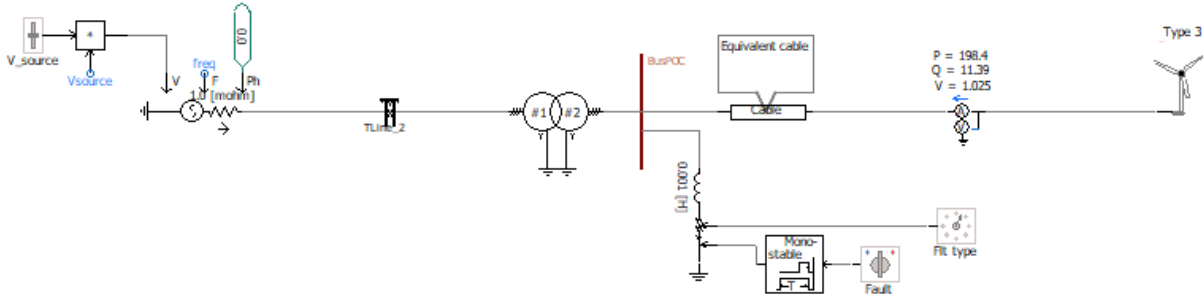 _Type 3
0.0
Equivalent cable
BusPOC
P = 198.4
Q = 11.39
V = 1.025
V_source
*
Vsource
freq
V
F
Ph
1.0 [mohm]
TLine_2
#1
#2
Cable
A
V
0.001 [H]
Flt type
Mono-
stable
T
Fault